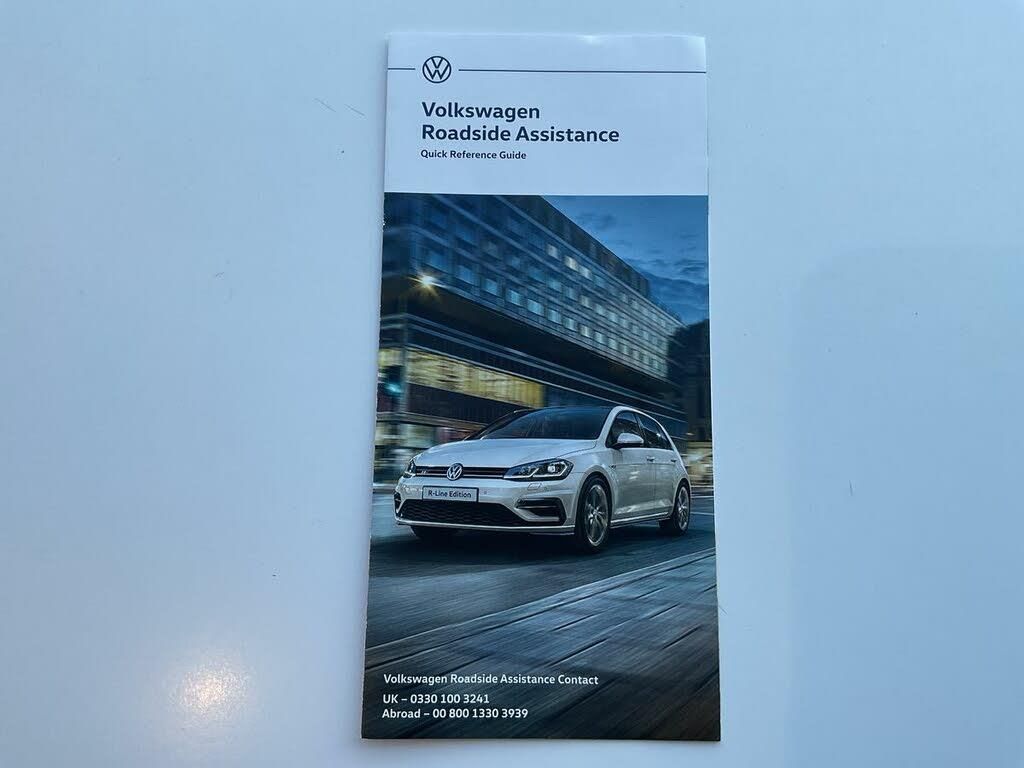 Volkswagen
Roadside Assistance
Quick Reference Guide
R-Line Edition
Volkswagen Roadside Assistance Contact
UK – 0330 100 3241
Abroad – 00 800 1330 3939